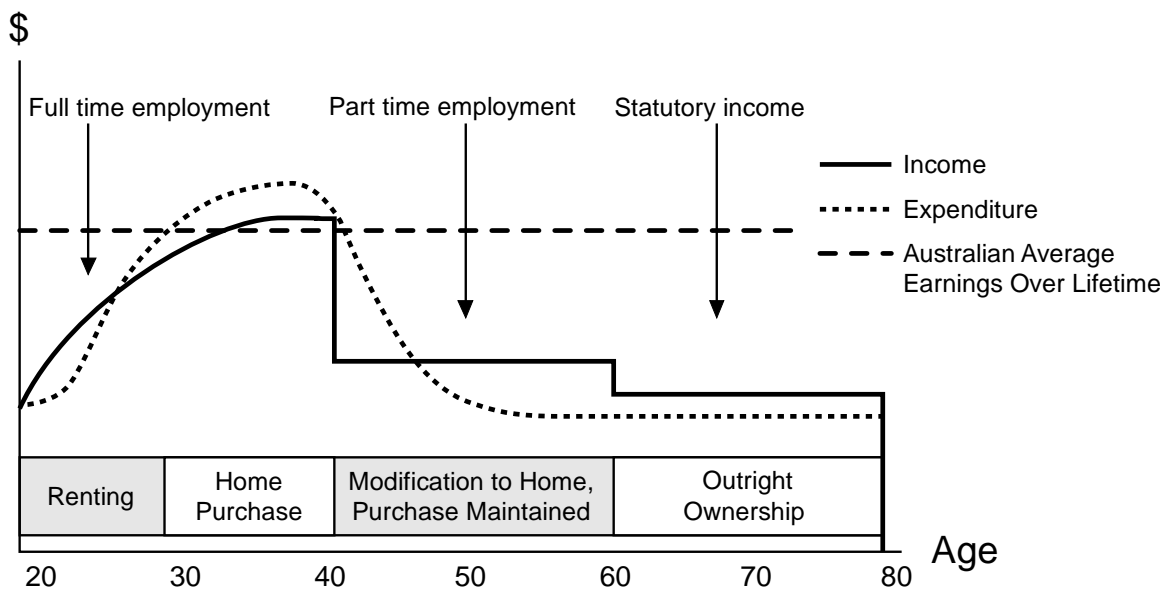 $
Full time employment
Part time employment
Statutory income
Income
Expenditure
Australian Average
Earnings Over Lifetime
Renting
Home
Purchase
Modification to Home,
Purchase Maintained
Outright
Ownership
Age
20 30 40 50 60 70 80